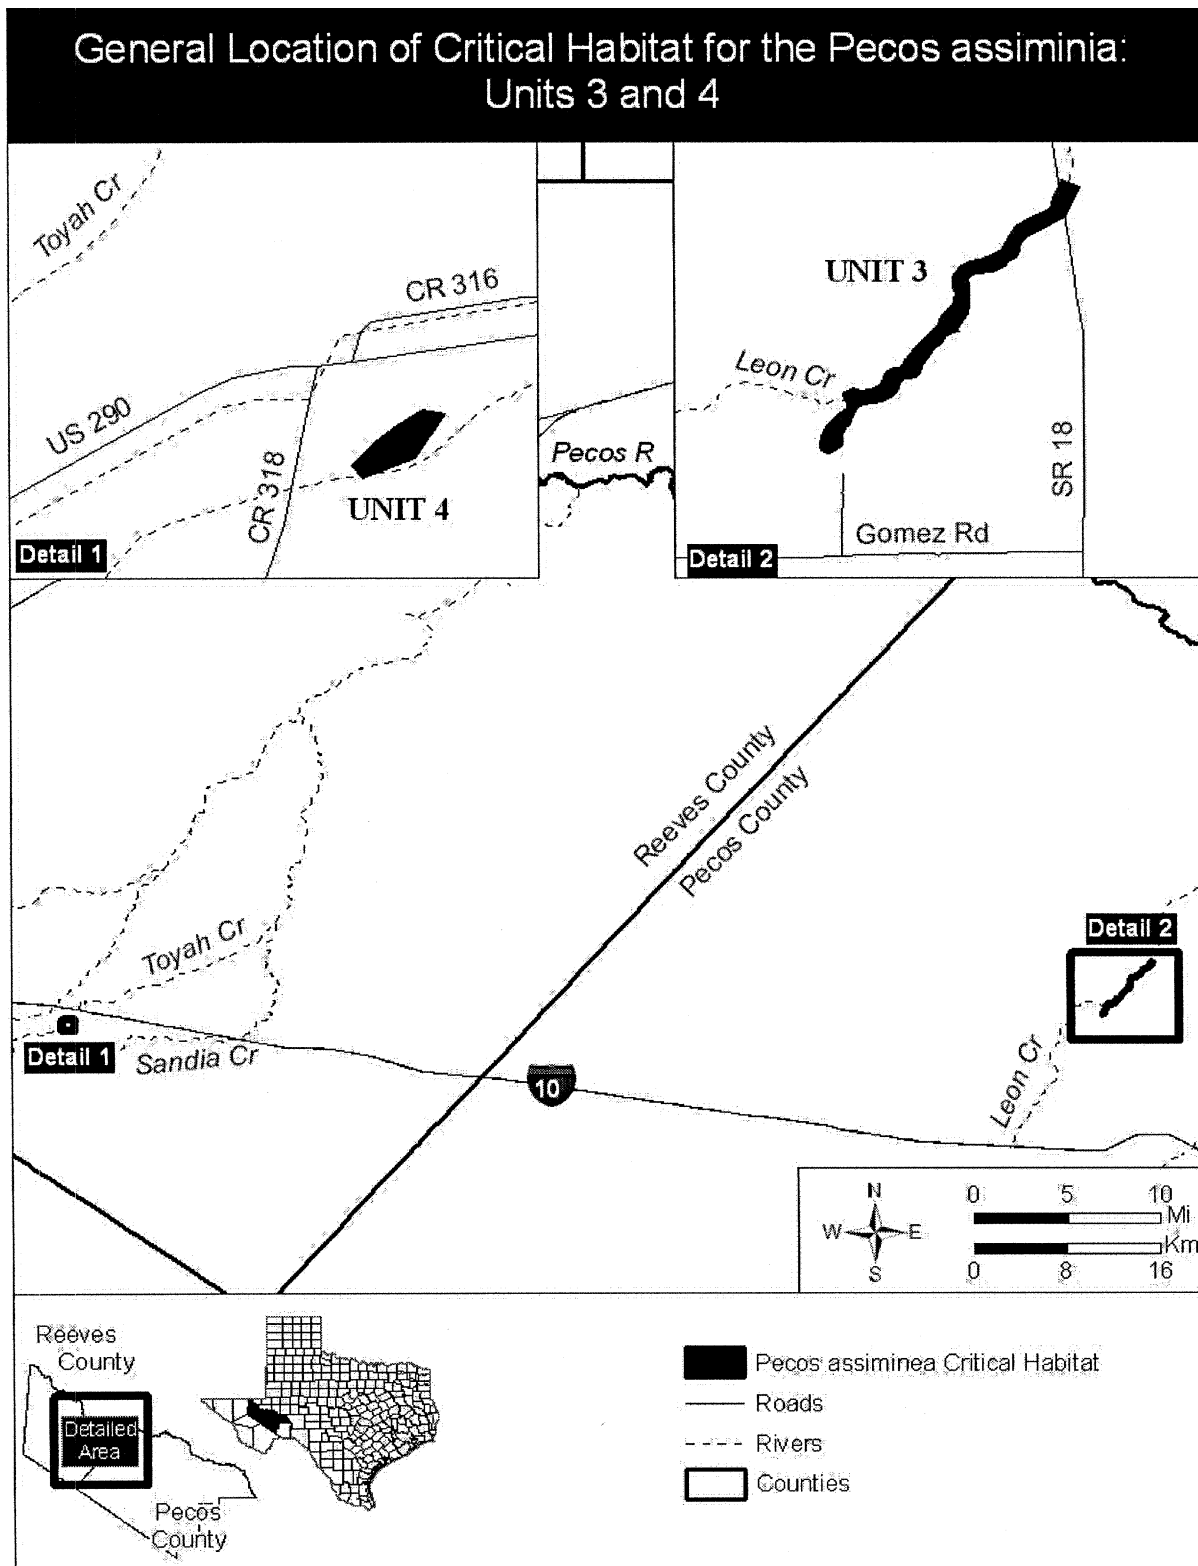 General Location of Critical Habitat for the Pecos assiminia:
Units 3 and 4
Toyah Cr
CR 316
US 290
CR 318
UNIT 4
Detail 1
Pecos R
UNIT 3
Leon Cr
SR 18
Gomez Rd
Detail 2
Reeves County
Pecos County
Toyah Cr
Detail 1
Sandia Cr
10
Detail 2
Leon Cr
N
W E
S
0 5 10
Mi
Km
0 8 16
Reeves
County
Detailed
Area
Pecos
County
Pecos assiminea Critical Habitat
Roads
Rivers
Counties